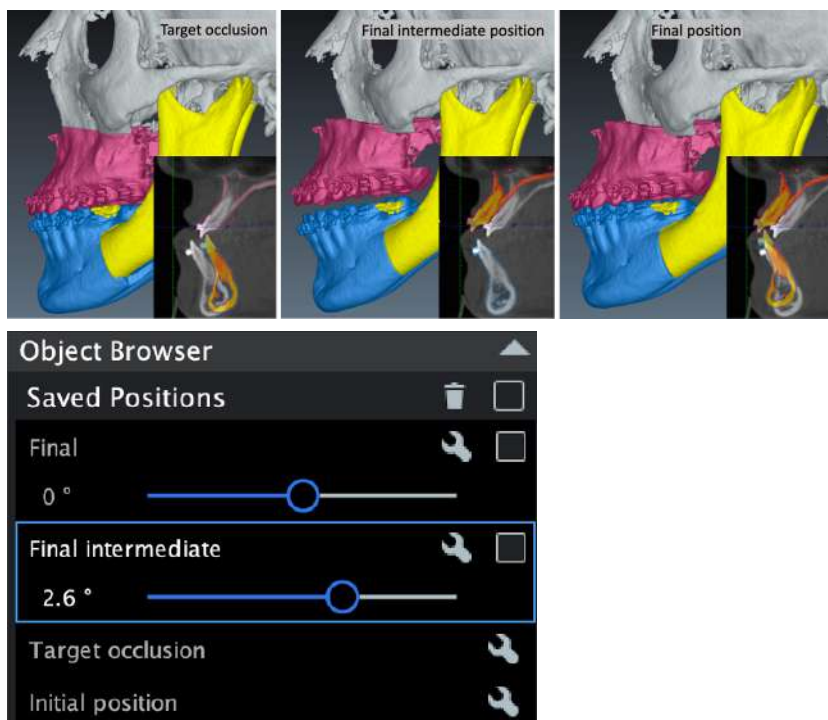 Target occlusion
Final intermediate position
Final position
Object Browser
Saved Positions
Final
0 °
Final intermediate
2.6 °
Target occlusion
Initial position